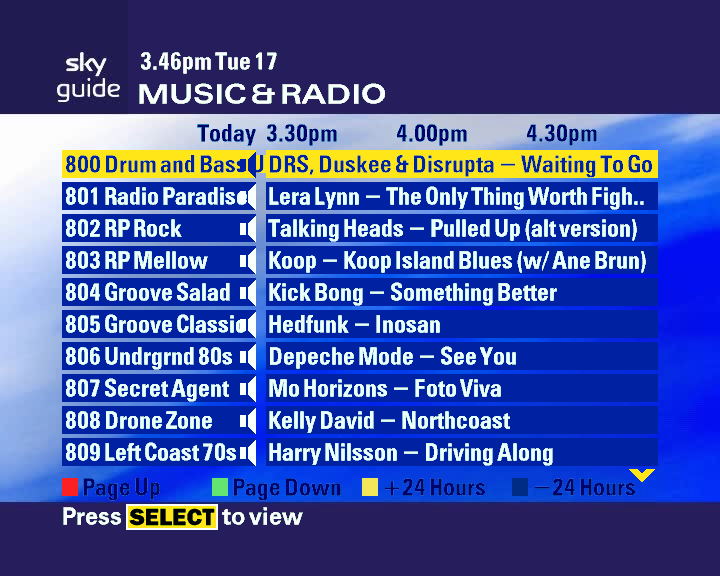 sky
guide
3.46pm Tue 17
MUSIC & RADIO
Today 3.30pm 4.00pm 4.30pm
800 Drum and BassU DRS, Duskee & Disrupta – Waiting To Go
801 Radio Paradise Lera Lynn – The Only Thing Worth Figh..
802 RP Rock Talking Heads – Pulled Up (alt version)
803 RP Mellow Koop – Koop Island Blues (w/ Ane Brun)
804 Groove Salad Kick Bong – Something Better
805 Groove Classic Hedfunk – Inosan
806 Undrgrnd 80s Depeche Mode – See You
807 Secret Agent Mo Horizons – Foto Viva
808 Drone Zone Kelly David – Northcoast
809 Left Coast 70s Harry Nilsson – Driving Along
Page Up Page Down +24 Hours –24 Hours
Press SELECT to view